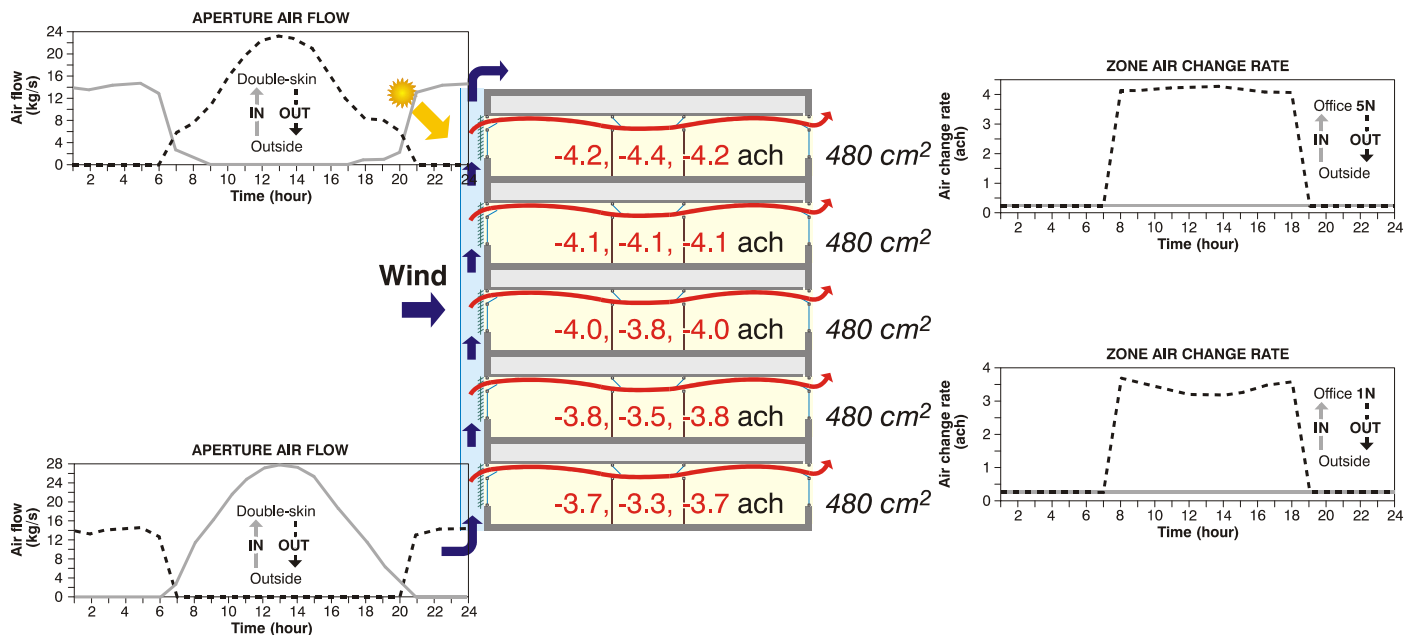 APERTURE AIR FLOW
24
20
16
12
8
4
0
Air flow
(kg/s)
Double-skin
IN OUT
Outside
2 4 6 8 10 12 14 16 18 20 22 24
Time (hour)
APERTURE AIR FLOW
28
24
20
16
12
8
4
0
Air flow
(kg/s)
Double-skin
IN OUT
Outside
2 4 6 8 10 12 14 16 18 20 22 24
Time (hour)
Wind
-4.2, -4.4, -4.2 ach 480 cm²
-4.1, -4.1, -4.1 ach 480 cm²
-4.0, -3.8, -4.0 ach 480 cm²
-3.8, -3.5, -3.8 ach 480 cm²
-3.7, -3.3, -3.7 ach 480 cm²
ZONE AIR CHANGE RATE
4
3
2
1
0
Air change rate
(ach)
Office 5N
IN OUT
Outside
2 4 6 8 10 12 14 16 18 20 22 24
Time (hour)
ZONE AIR CHANGE RATE
4
3
2
1
0
Air change rate
(ach)
Office 1N
IN OUT
Outside
2 4 6 8 10 12 14 16 18 20 22 24
Time (hour)